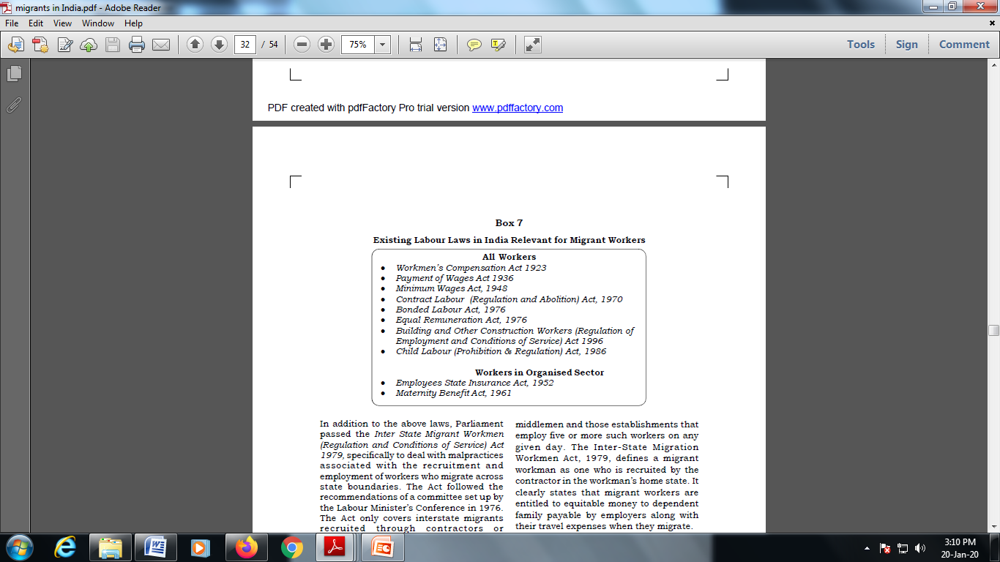 migrants in India.pdf - Adobe Reader
File Edit View Window Help
32 / 54
75%
Tools Sign Comment
PDF created with pdfFactory Pro trial version www.pdffactory.com
Box 7
Existing Labour Laws in India Relevant for Migrant Workers
All Workers
• Workmen's Compensation Act 1923
• Payment of Wages Act 1936
• Minimum Wages Act, 1948
• Contract Labour (Regulation and Abolition) Act, 1970
• Bonded Labour Act, 1976
• Equal Remuneration Act, 1976
• Building and Other Construction Workers (Regulation of
Employment and Conditions of Service) Act 1996
• Child Labour (Prohibition & Regulation) Act, 1986
Workers in Organised Sector
• Employees State Insurance Act, 1952
• Maternity Benefit Act, 1961
In addition to the above laws, Parliament
passed the Inter State Migrant Workmen
(Regulation and Conditions of Service) Act
1979, specifically to deal with malpractices
associated with the recruitment and
employment of workers who migrate across
state boundaries. The Act followed the
recommendations of a committee set up by
the Labour Minister's Conference in 1976.
The Act only covers interstate migrants
recruited through contractors or
middlemen and those establishments that
employ five or more such workers on any
given day. The Inter-State Migration
Workmen Act, 1979, defines a migrant
workman as one who is recruited by the
contractor in the workman's home state. It
clearly states that migrant workers are
entitled to equitable money to dependent
family payable by employers along with
their travel expenses when they migrate.
3:10 PM
20-Jan-20